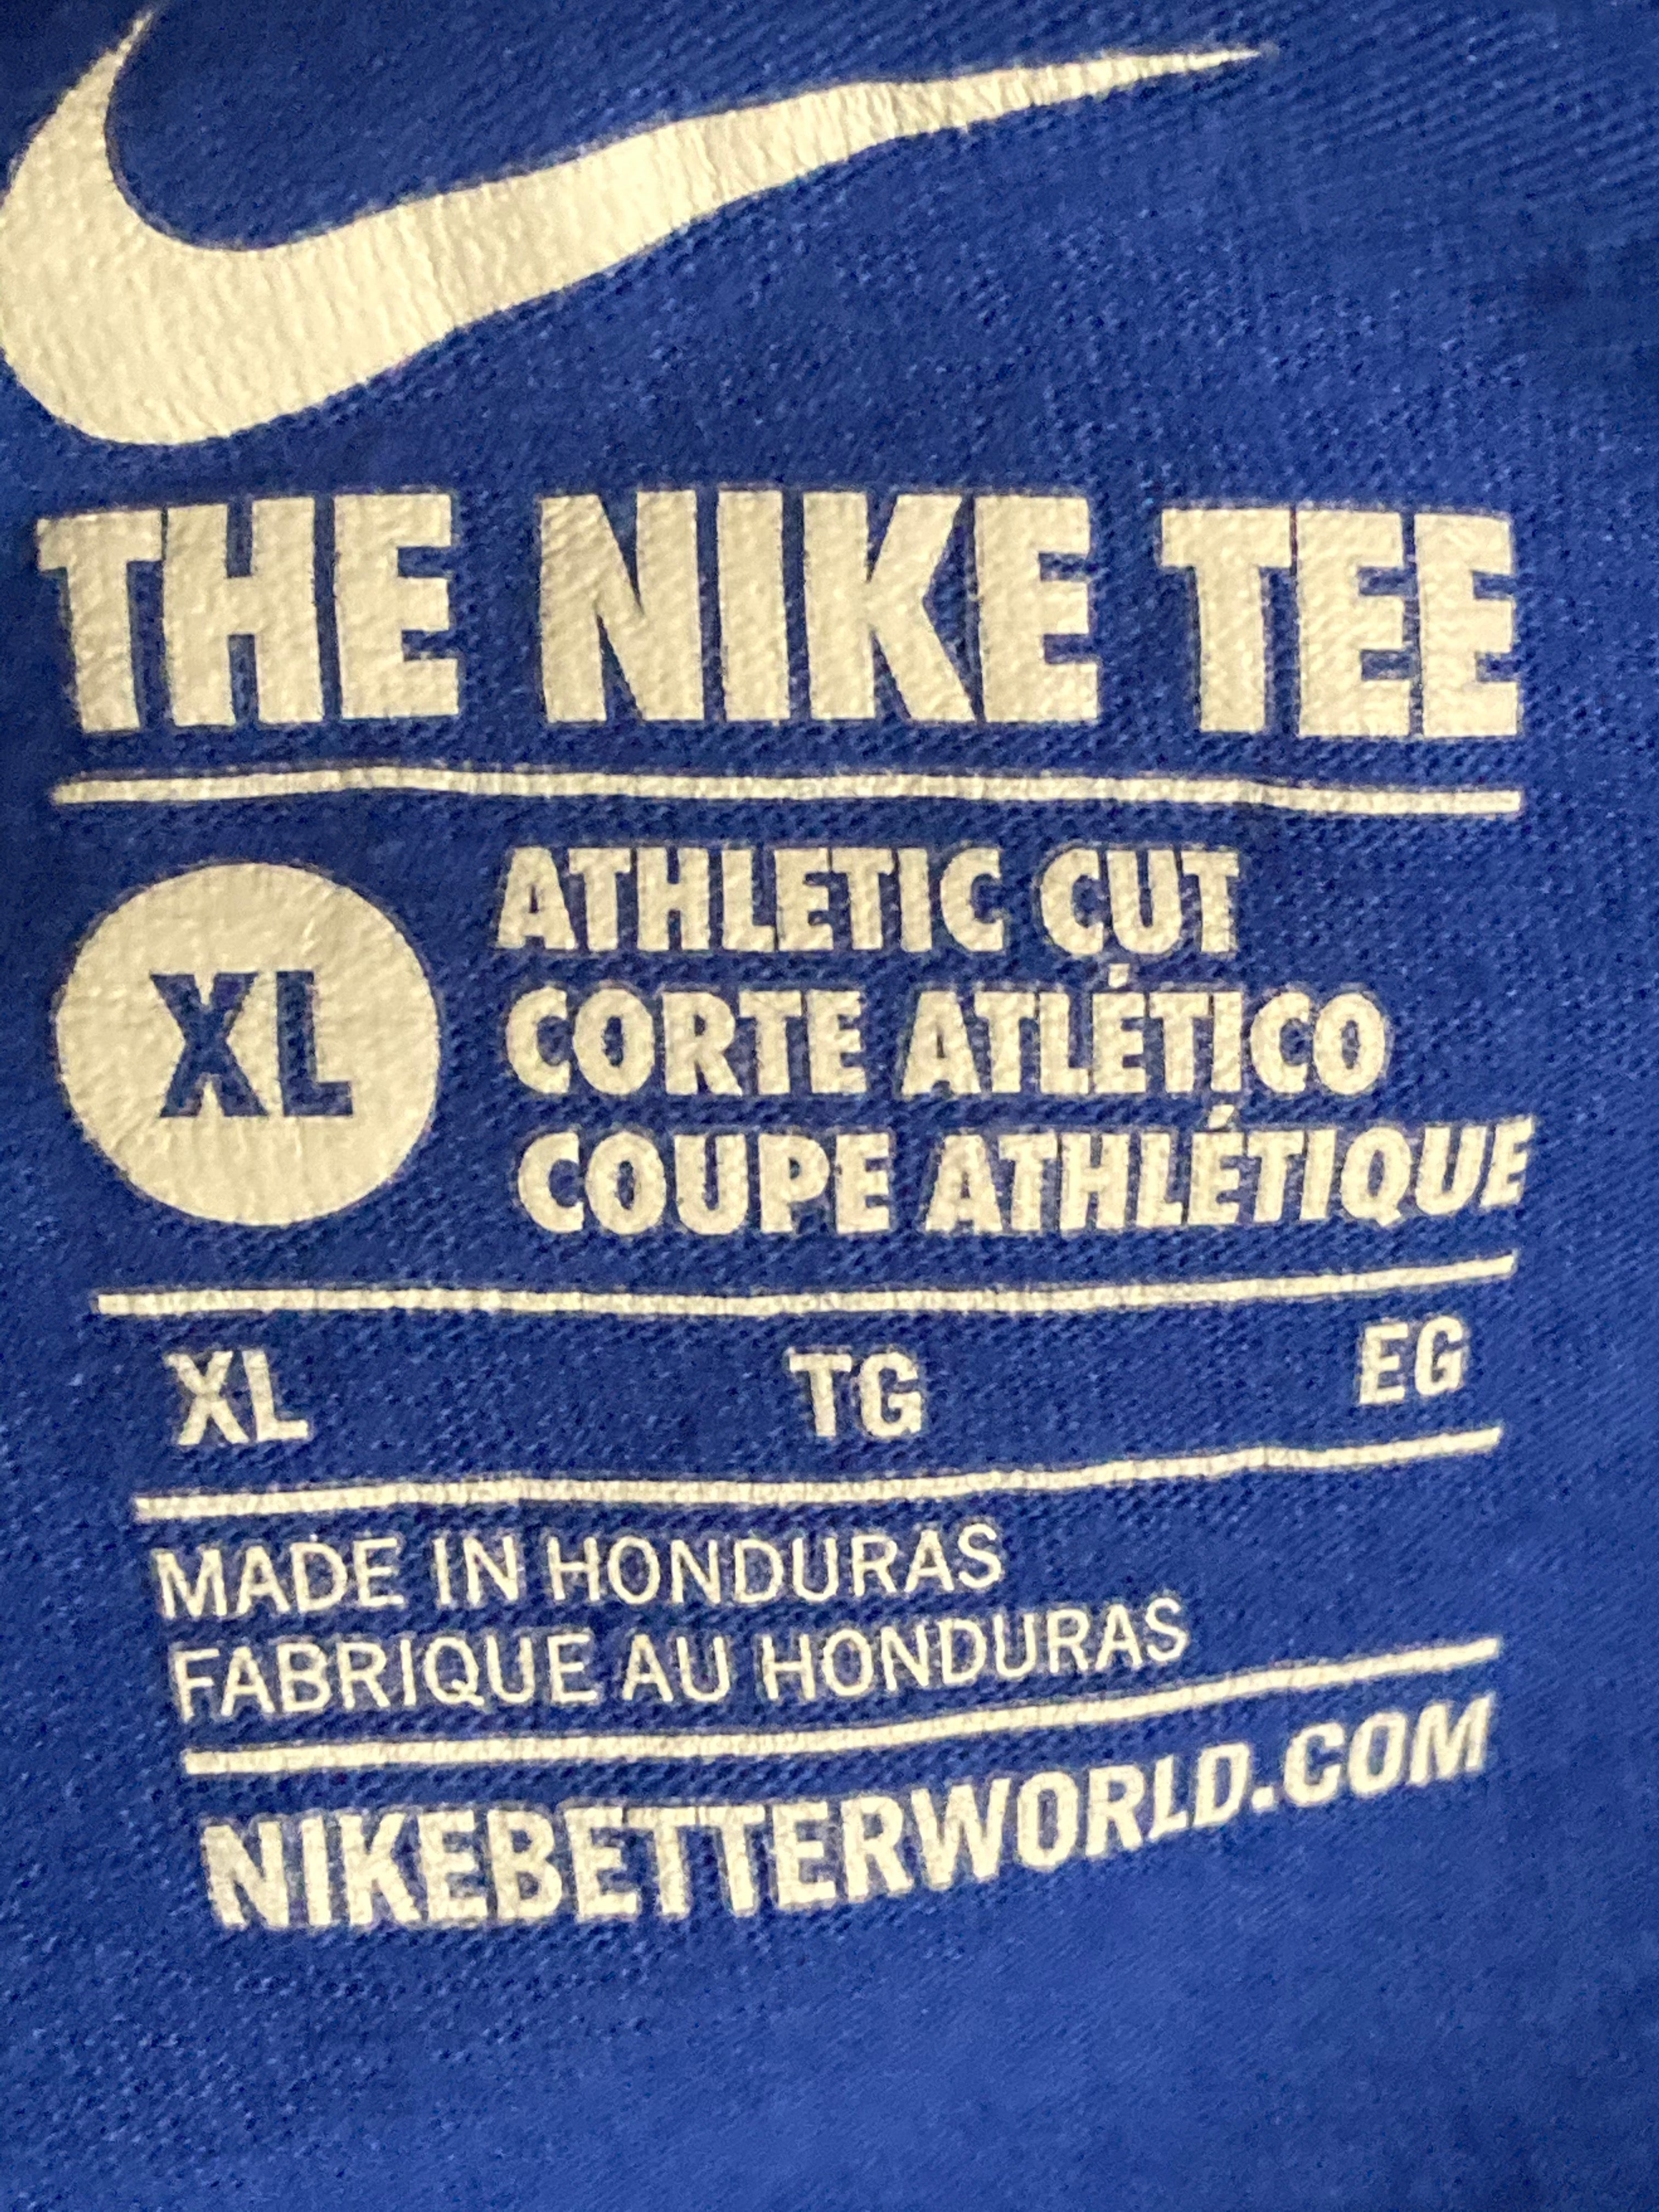 THE NIKE TEE
XL
ATHLETIC CUT
CORTE ATLÉTICO
COUPE ATHLÉTIQUE
XL TG EG
MADE IN HONDURAS
FABRIQUE AU HONDURAS
NIKEBETTERWORLD.COM